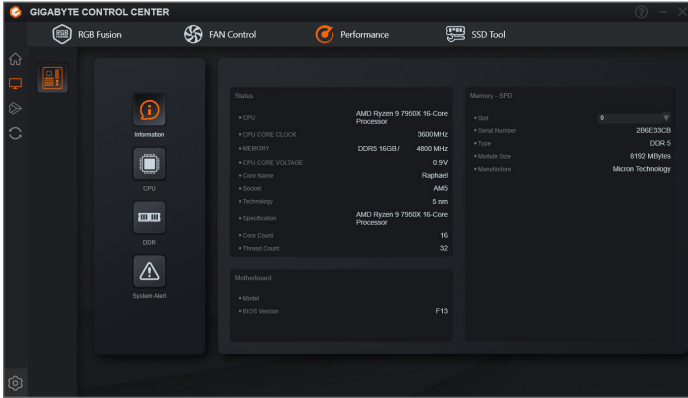 GIGABYTE CONTROL CENTER
RGB Fusion
FAN Control
Performance
SSD Tool
Information
CPU
DDR
System Alert
Status
CPU AMD Ryzen 9 7950X 16-Core
Processor
CPU CORE CLOCK 3600MHz
MEMORY DDR5 16GB / 4800 MHz
CPU CORE VOLTAGE 0.9V
Core Name Raphael
Socket AM5
Technology 5 nm
Specification AMD Ryzen 9 7950X 16-Core
Processor
Core Count 16
Thread Count 32
Motherboard
Model
BIOS Version F13
Memory - SPD
Slot 0
Serial Number 2B6E33CB
Type DDR 5
Module Size 8192 MBytes
Manufacture Micron Technology